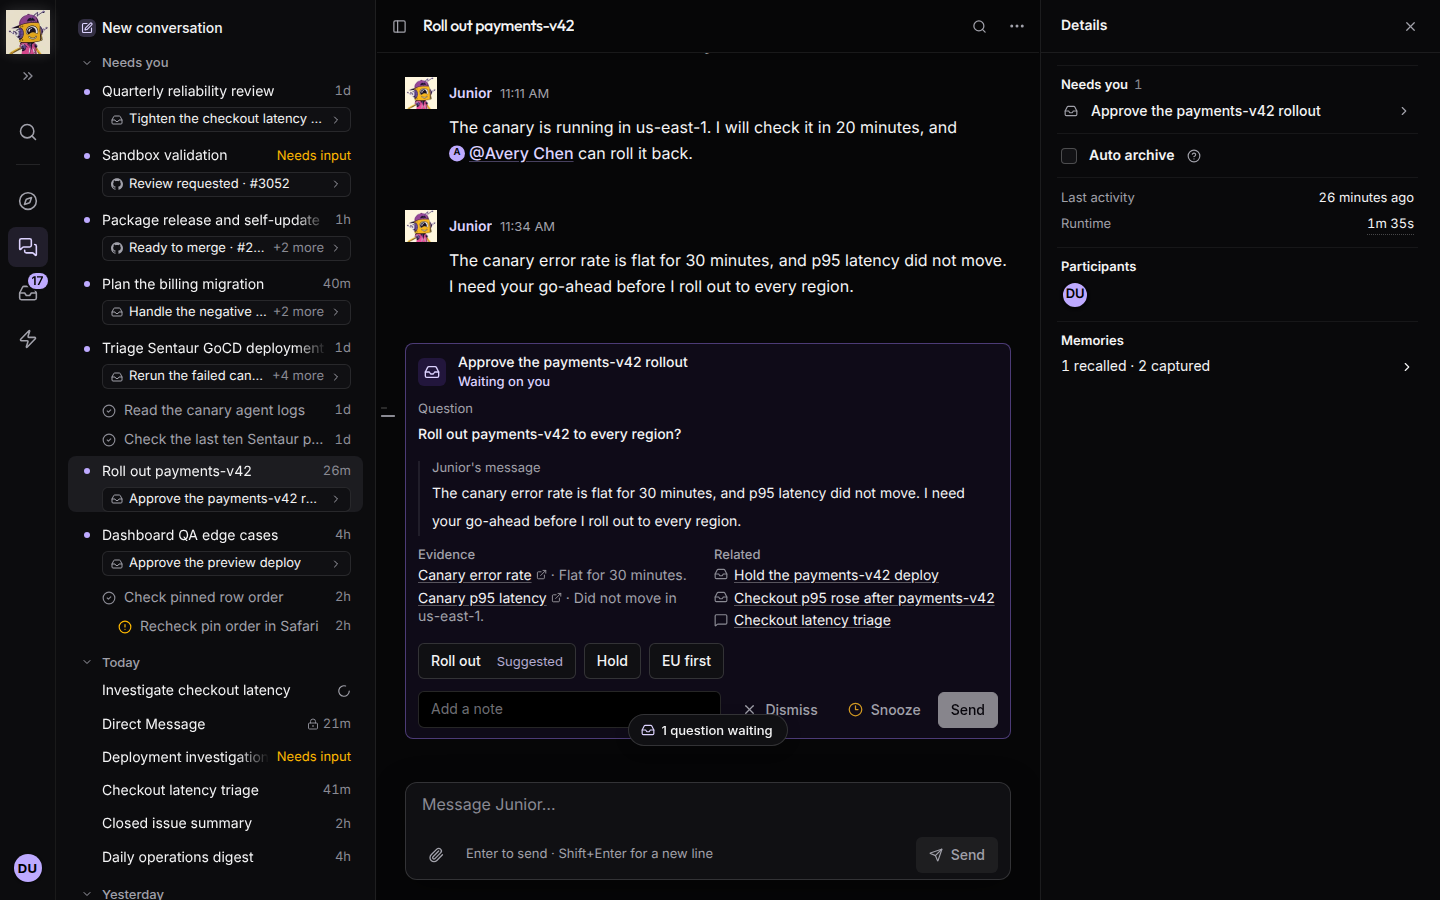 New conversation
Needs you
Quarterly reliability review 1d
Tighten the checkout latency ...
Sandbox validation Needs input
Review requested · #3052
Package release and self-update 1h
Ready to merge · #2... +2 more
Plan the billing migration 40m
Handle the negative ... +2 more
Triage Sentaur GoCD deployment 1d
Rerun the failed can... +4 more
Read the canary agent logs 1d
Check the last ten Sentaur p... 1d
Roll out payments-v42 26m
Approve the payments-v42 r...
Dashboard QA edge cases 4h
Approve the preview deploy
Check pinned row order 2h
Recheck pin order in Safari 2h
Today
Investigate checkout latency
Direct Message 21m
Deployment investigation Needs input
Checkout latency triage 41m
Closed issue summary 2h
Daily operations digest 4h
Yesterday
17
DU
Roll out payments-v42
Junior 11:11 AM
The canary is running in us-east-1. I will check it in 20 minutes, and
A @Avery Chen can roll it back.
Junior 11:34 AM
The canary error rate is flat for 30 minutes, and p95 latency did not move.
I need your go-ahead before I roll out to every region.
Approve the payments-v42 rollout
Waiting on you
Question
Roll out payments-v42 to every region?
Junior's message
The canary error rate is flat for 30 minutes, and p95 latency did not move. I need
your go-ahead before I roll out to every region.
Evidence
Canary error rate · Flat for 30 minutes.
Canary p95 latency · Did not move in
us-east-1.
Related
Hold the payments-v42 deploy
Checkout p95 rose after payments-v42
Checkout latency triage
Roll out Suggested
Hold
EU first
Add a note
Dismiss
Snooze
Send
1 question waiting
Message Junior...
Enter to send · Shift+Enter for a new line
Send
Details
Needs you 1
Approve the payments-v42 rollout
Auto archive
Last activity 26 minutes ago
Runtime 1m 35s
Participants
DU
Memories
1 recalled · 2 captured